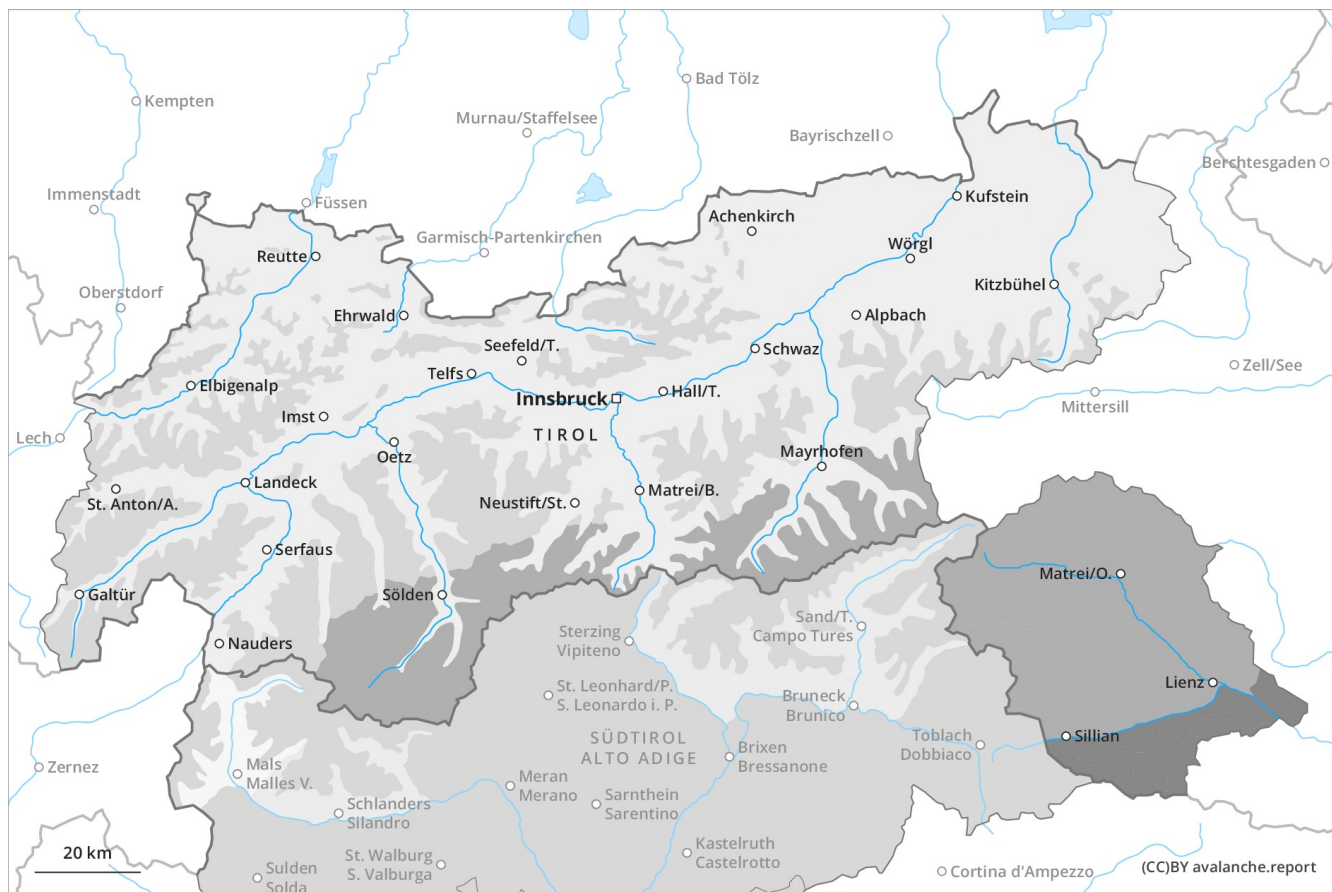 Bad Tölz
Kempten
Murnau/Staffelsee
Bayrischzell
Berchtesgaden
Immenstadt
Füssen
Kufstein
Achenkirch
Garmisch-Partenkirchen
Wörgl
Reutte
Kitzbühel
Oberstdorf
Ehrwald
Alpbach
Seefeld/T.
Schwaz
Zell/See
Telfs
Elbigenalp
Hall/T.
Innsbruck
Mittersill
Imst
TIROL
Lech
Oetz
Mayrhofen
Landeck
Matrei/B.
St. Anton/A.
Neustift/St.
Serfaus
Matrei/O.
Galtür
Sölden
Sand/T.
Campo Tures
Sterzing
Vipiteno
Nauders
Lienz
St. Leonhard/P.
S. Leonardo i. P.
Bruneck
Brunico
Sillian
SÜDTIROL
ALTO ADIGE
Toblach
Dobbiaco
Brixen
Bressanone
Zernez
Mals
Malles V.
Meran
Merano
Schlanders
Silandro
Sarnthein
Sarentino
Kastelruth
Castelrotto
20 km
St. Walburg
S. Valburga
(CC)BY avalanche.report
Cortina d'Ampezzo
Sulden
Solda